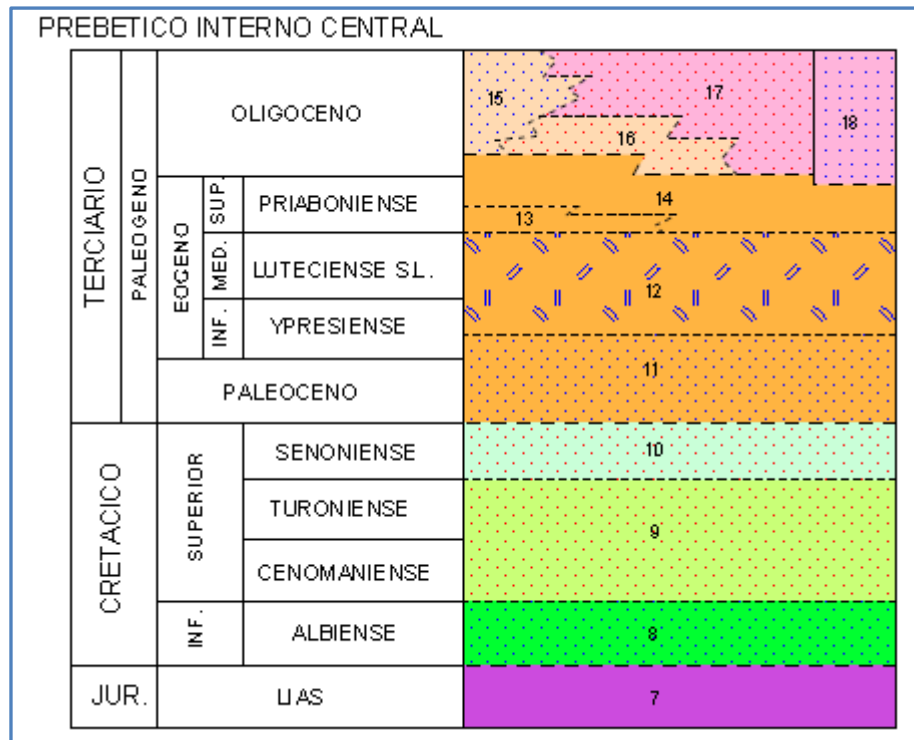 PREBETICO INTERNO CENTRAL
TERCIARIO
PALEOGENO
OLIGOCENO
EOGENO
SUP.
PRIABONIENSE
MED.
LUTECIENSE S.L.
INF.
YPRESIENSE
PALEOCENO
CRETACICO
SUPERIOR
SENONIENSE
TURONIENSE
CENOMANIENSE
INF.
ALBIENSE
JUR.
LIAS
15
17
18
16
14
13
12
11
10
9
8
7